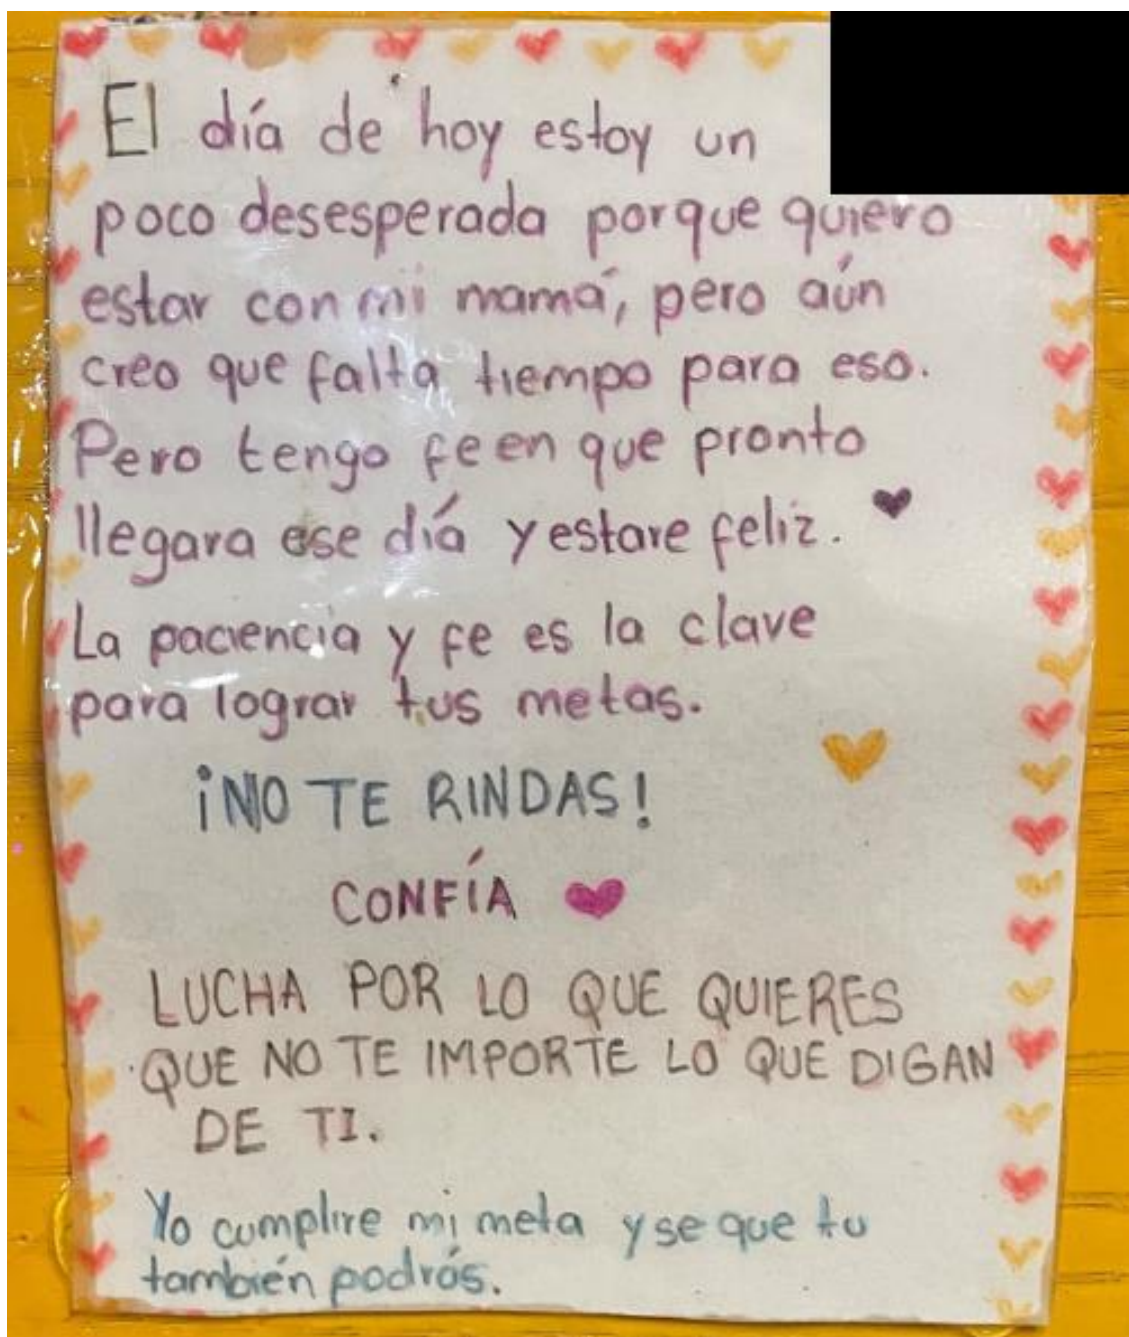 El día de hoy estoy un
poco desesperada porque quiero
estar con mi mamá, pero aún
creo que falta tiempo para eso.
Pero tengo fe en que pronto
llegara ese día y estare feliz.
La paciencia y fe es la clave
para lograr tus metas.
¡NO TE RINDAS!
CONFÍA
LUCHA POR LO QUE QUIERES
QUE NO TE IMPORTE LO QUE DIGAN
DE TI.
Yo cumplire mi meta y se que tu
también podrás.